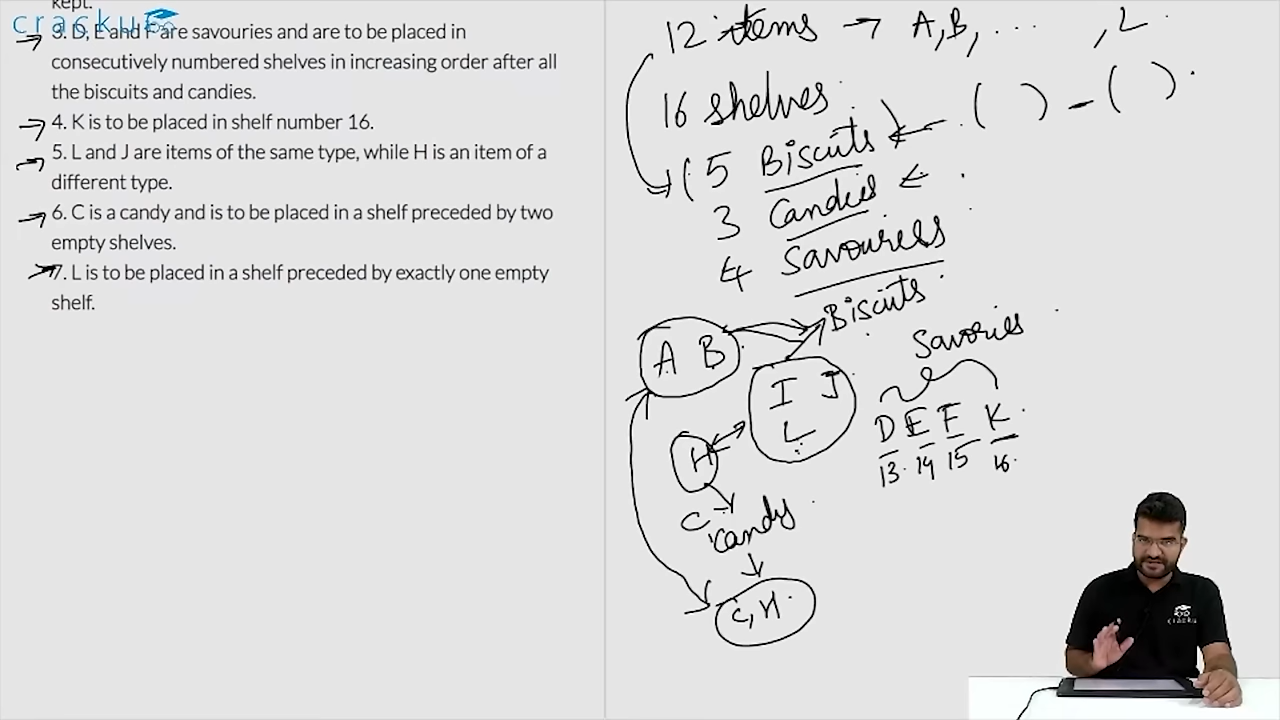 kept.
cracku
3. D, E and F are savouries and are to be placed in
consecutively numbered shelves in increasing order after all
the biscuits and candies.
4. K is to be placed in shelf number 16.
5. L and J are items of the same type, while H is an item of a
different type.
6. C is a candy and is to be placed in a shelf preceded by two
empty shelves.
7. L is to be placed in a shelf preceded by exactly one empty
shelf.
12 items → A, B, ... , L
16 shelves.
( 5 Biscuits ) ← . ( ) - ( ) .
3 Candies ← .
4 Savouries
Biscuits
A B
I J
L
H
C → Candy
C, H.
Savories
D E F K
13. 14 15 16.
cracku